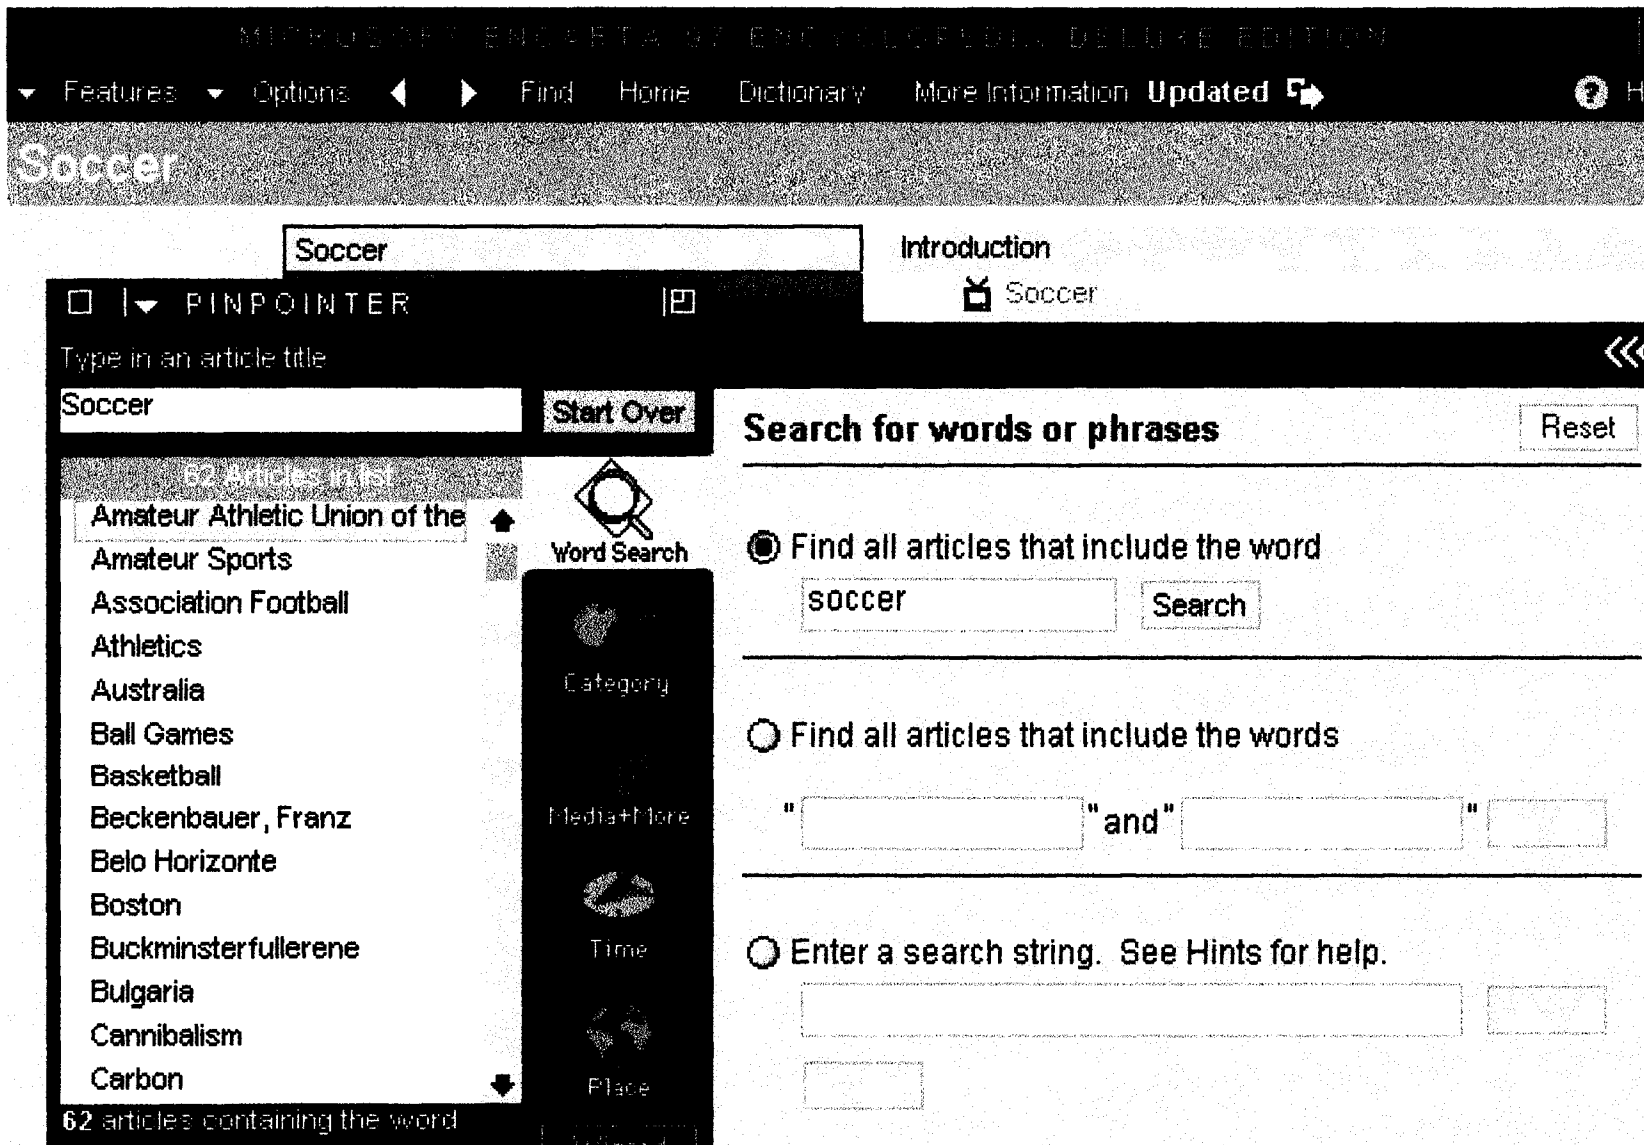 MICROSOFT ENCARTA 97 ENCYCLOPEDIA DELUXE EDITION
Features Options Find Home Dictionary More Information Updated
Soccer
Soccer
Introduction
Soccer
PINPOINTER
Type in an article title
Soccer
Start Over
62 Articles in list
Amateur Athletic Union of the
Amateur Sports
Association Football
Athletics
Australia
Ball Games
Basketball
Beckenbauer, Franz
Belo Horizonte
Boston
Buckminsterfullerene
Bulgaria
Cannibalism
Carbon
62 articles containing the word
Word Search
Category
Media+More
Time
Place
Search for words or phrases
Reset
Find all articles that include the word
soccer
Search
Find all articles that include the words
" "and" "
Enter a search string. See Hints for help.